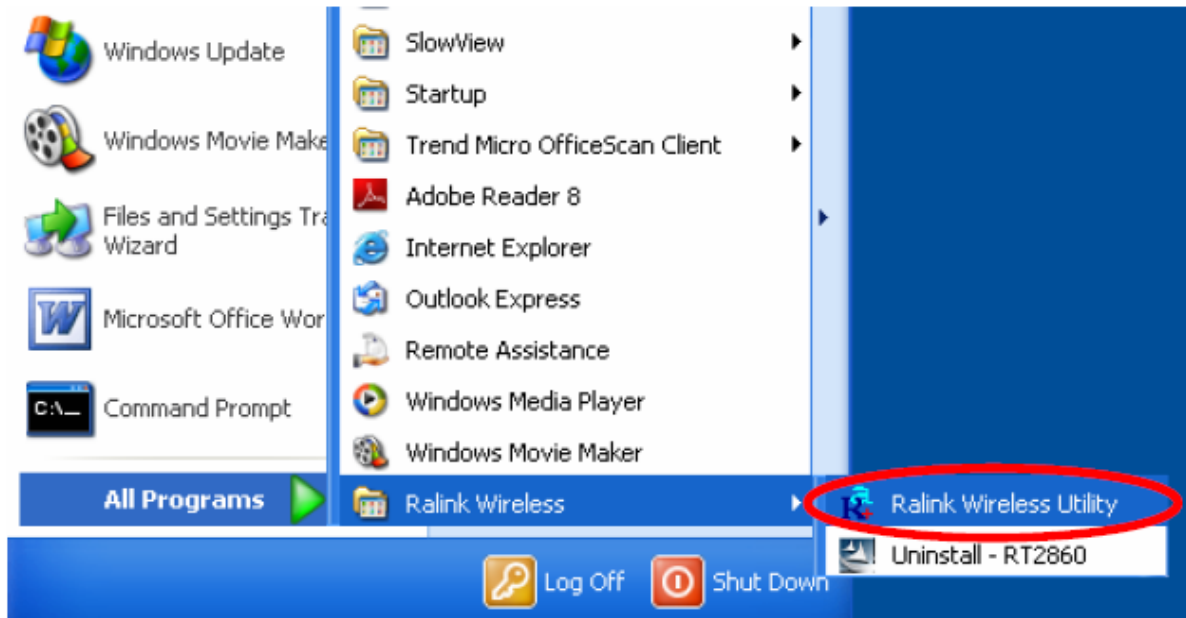 Windows Update
Windows Movie Make
Files and Settings Tra
Wizard
Microsoft Office Wor
C:\_
Command Prompt
All Programs
SlowView
Startup
Trend Micro OfficeScan Client
Adobe Reader 8
Internet Explorer
Outlook Express
Remote Assistance
Windows Media Player
Windows Movie Maker
Ralink Wireless
Ralink Wireless Utility
Uninstall - RT2860
Log Off
Shut Down